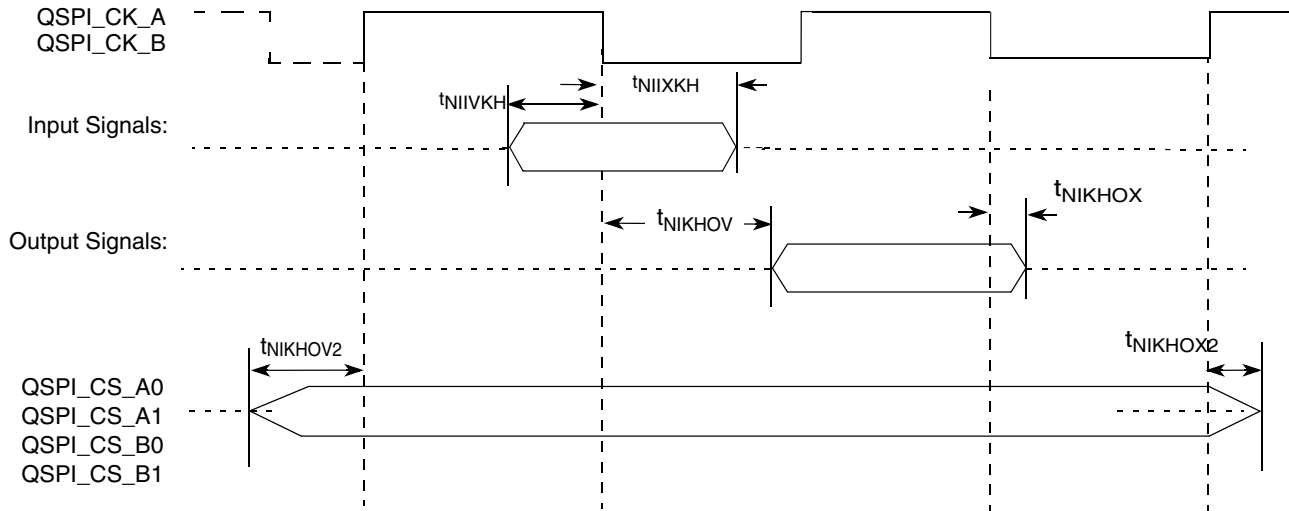 QSPI_CK_A
QSPI_CK_B
tNIIXKH
tNIIVKH
Input Signals:
tNIKHOX
tNIKHOV
Output Signals:
tNIKHOV2
tNIKHOX2
QSPI_CS_A0
QSPI_CS_A1
QSPI_CS_B0
QSPI_CS_B1